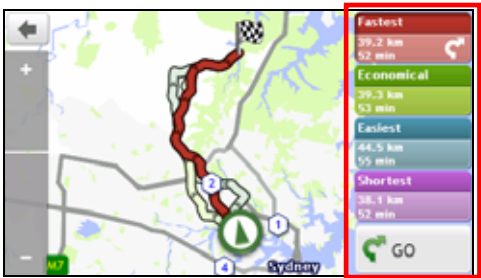 +
Fastest
39.2 km
52 min
Economical
39.3 km
53 min
Easiest
44.5 km
55 min
Shortest
38.1 km
52 min
GO
2
1
4
M7
Sydney
-